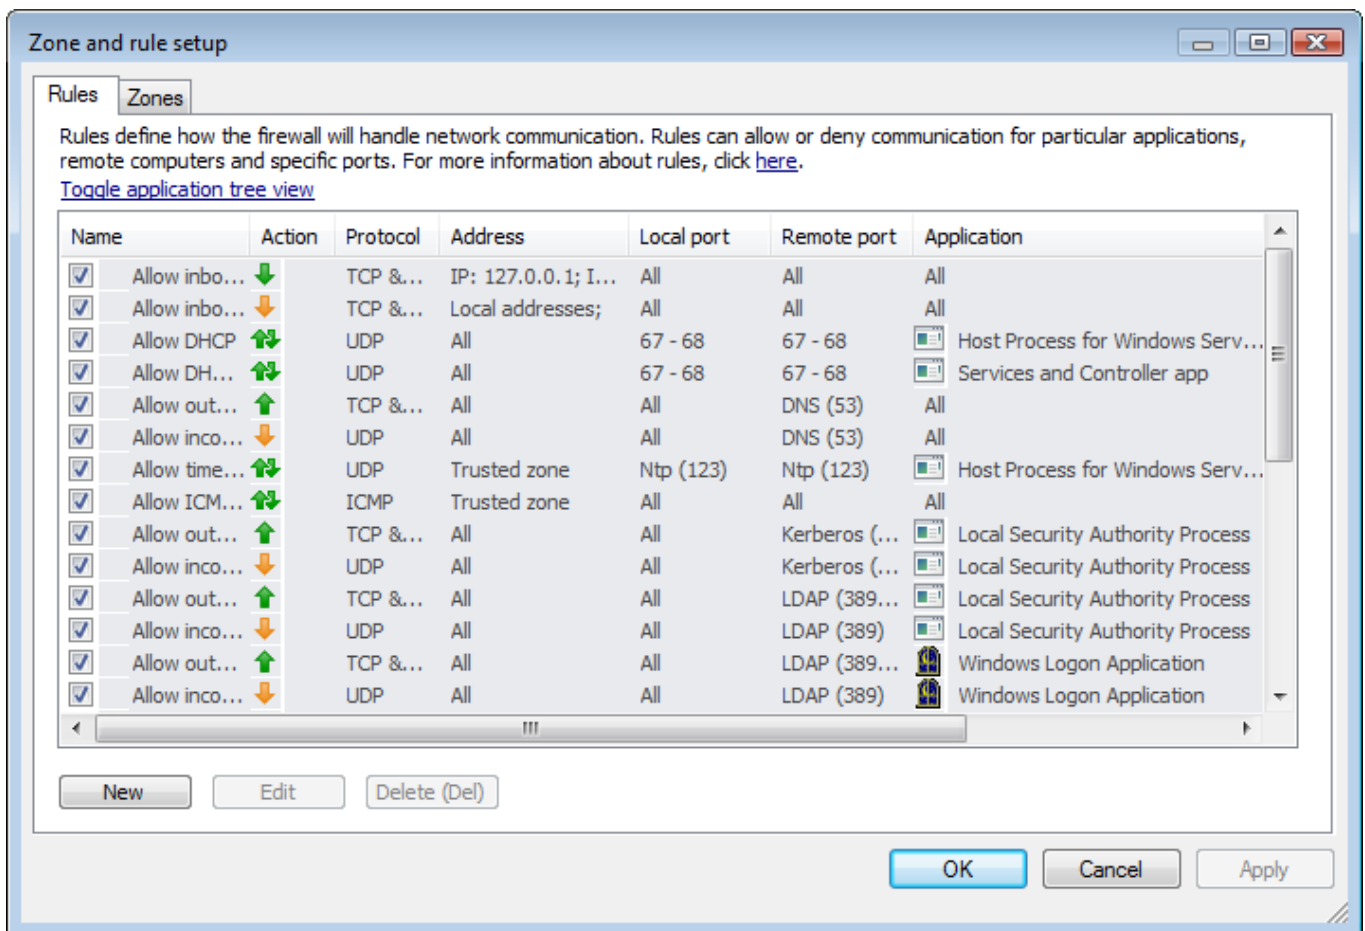 Zone and rule setup
Rules Zones
Rules define how the firewall will handle network communication. Rules can allow or deny communication for particular applications,
remote computers and specific ports. For more information about rules, click here.
Toggle application tree view
Name Action Protocol Address Local port Remote port Application
Allow inbo... TCP &... IP: 127.0.0.1; I... All All All
Allow inbo... TCP &... Local addresses; All All All
Allow DHCP UDP All 67 - 68 67 - 68 Host Process for Windows Serv...
Allow DH... UDP All 67 - 68 67 - 68 Services and Controller app
Allow out... TCP &... All All DNS (53) All
Allow inco... UDP All All DNS (53) All
Allow time... UDP Trusted zone Ntp (123) Ntp (123) Host Process for Windows Serv...
Allow ICM... ICMP Trusted zone All All All
Allow out... TCP &... All All Kerberos (... Local Security Authority Process
Allow inco... UDP All All Kerberos (... Local Security Authority Process
Allow out... TCP &... All All LDAP (389... Local Security Authority Process
Allow inco... UDP All All LDAP (389) Local Security Authority Process
Allow out... TCP &... All All LDAP (389... Windows Logon Application
Allow inco... UDP All All LDAP (389) Windows Logon Application
New Edit Delete (Del)
OK Cancel Apply